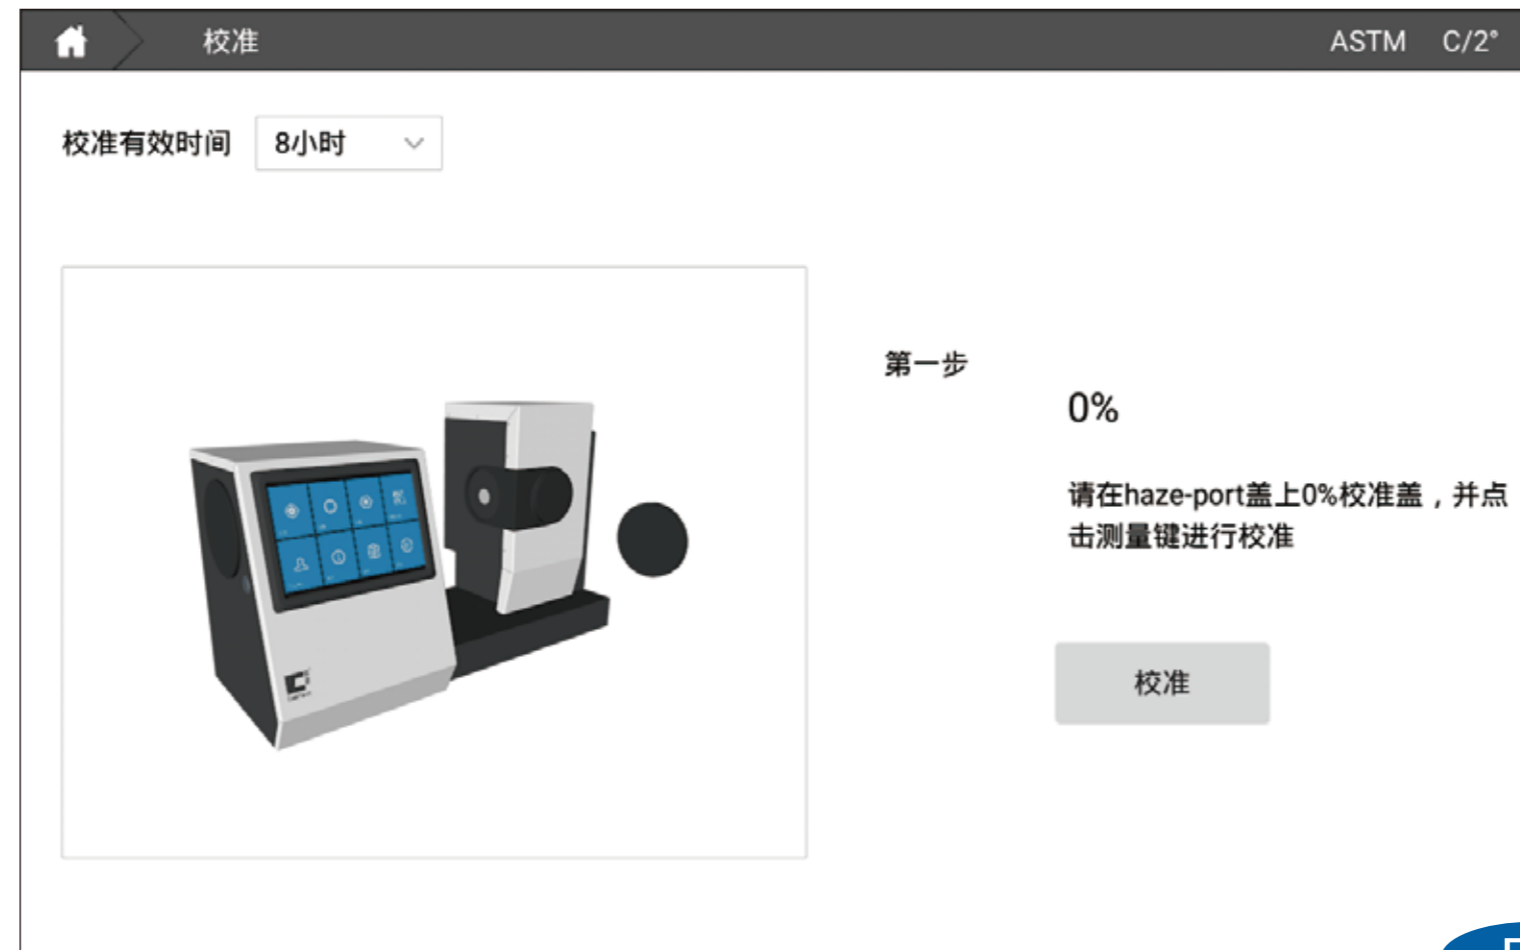 校准
ASTM C/2°
校准有效时间 8小时
第一步
0%
请在haze-port盖上0%校准盖，并点
击测量键进行校准
校准